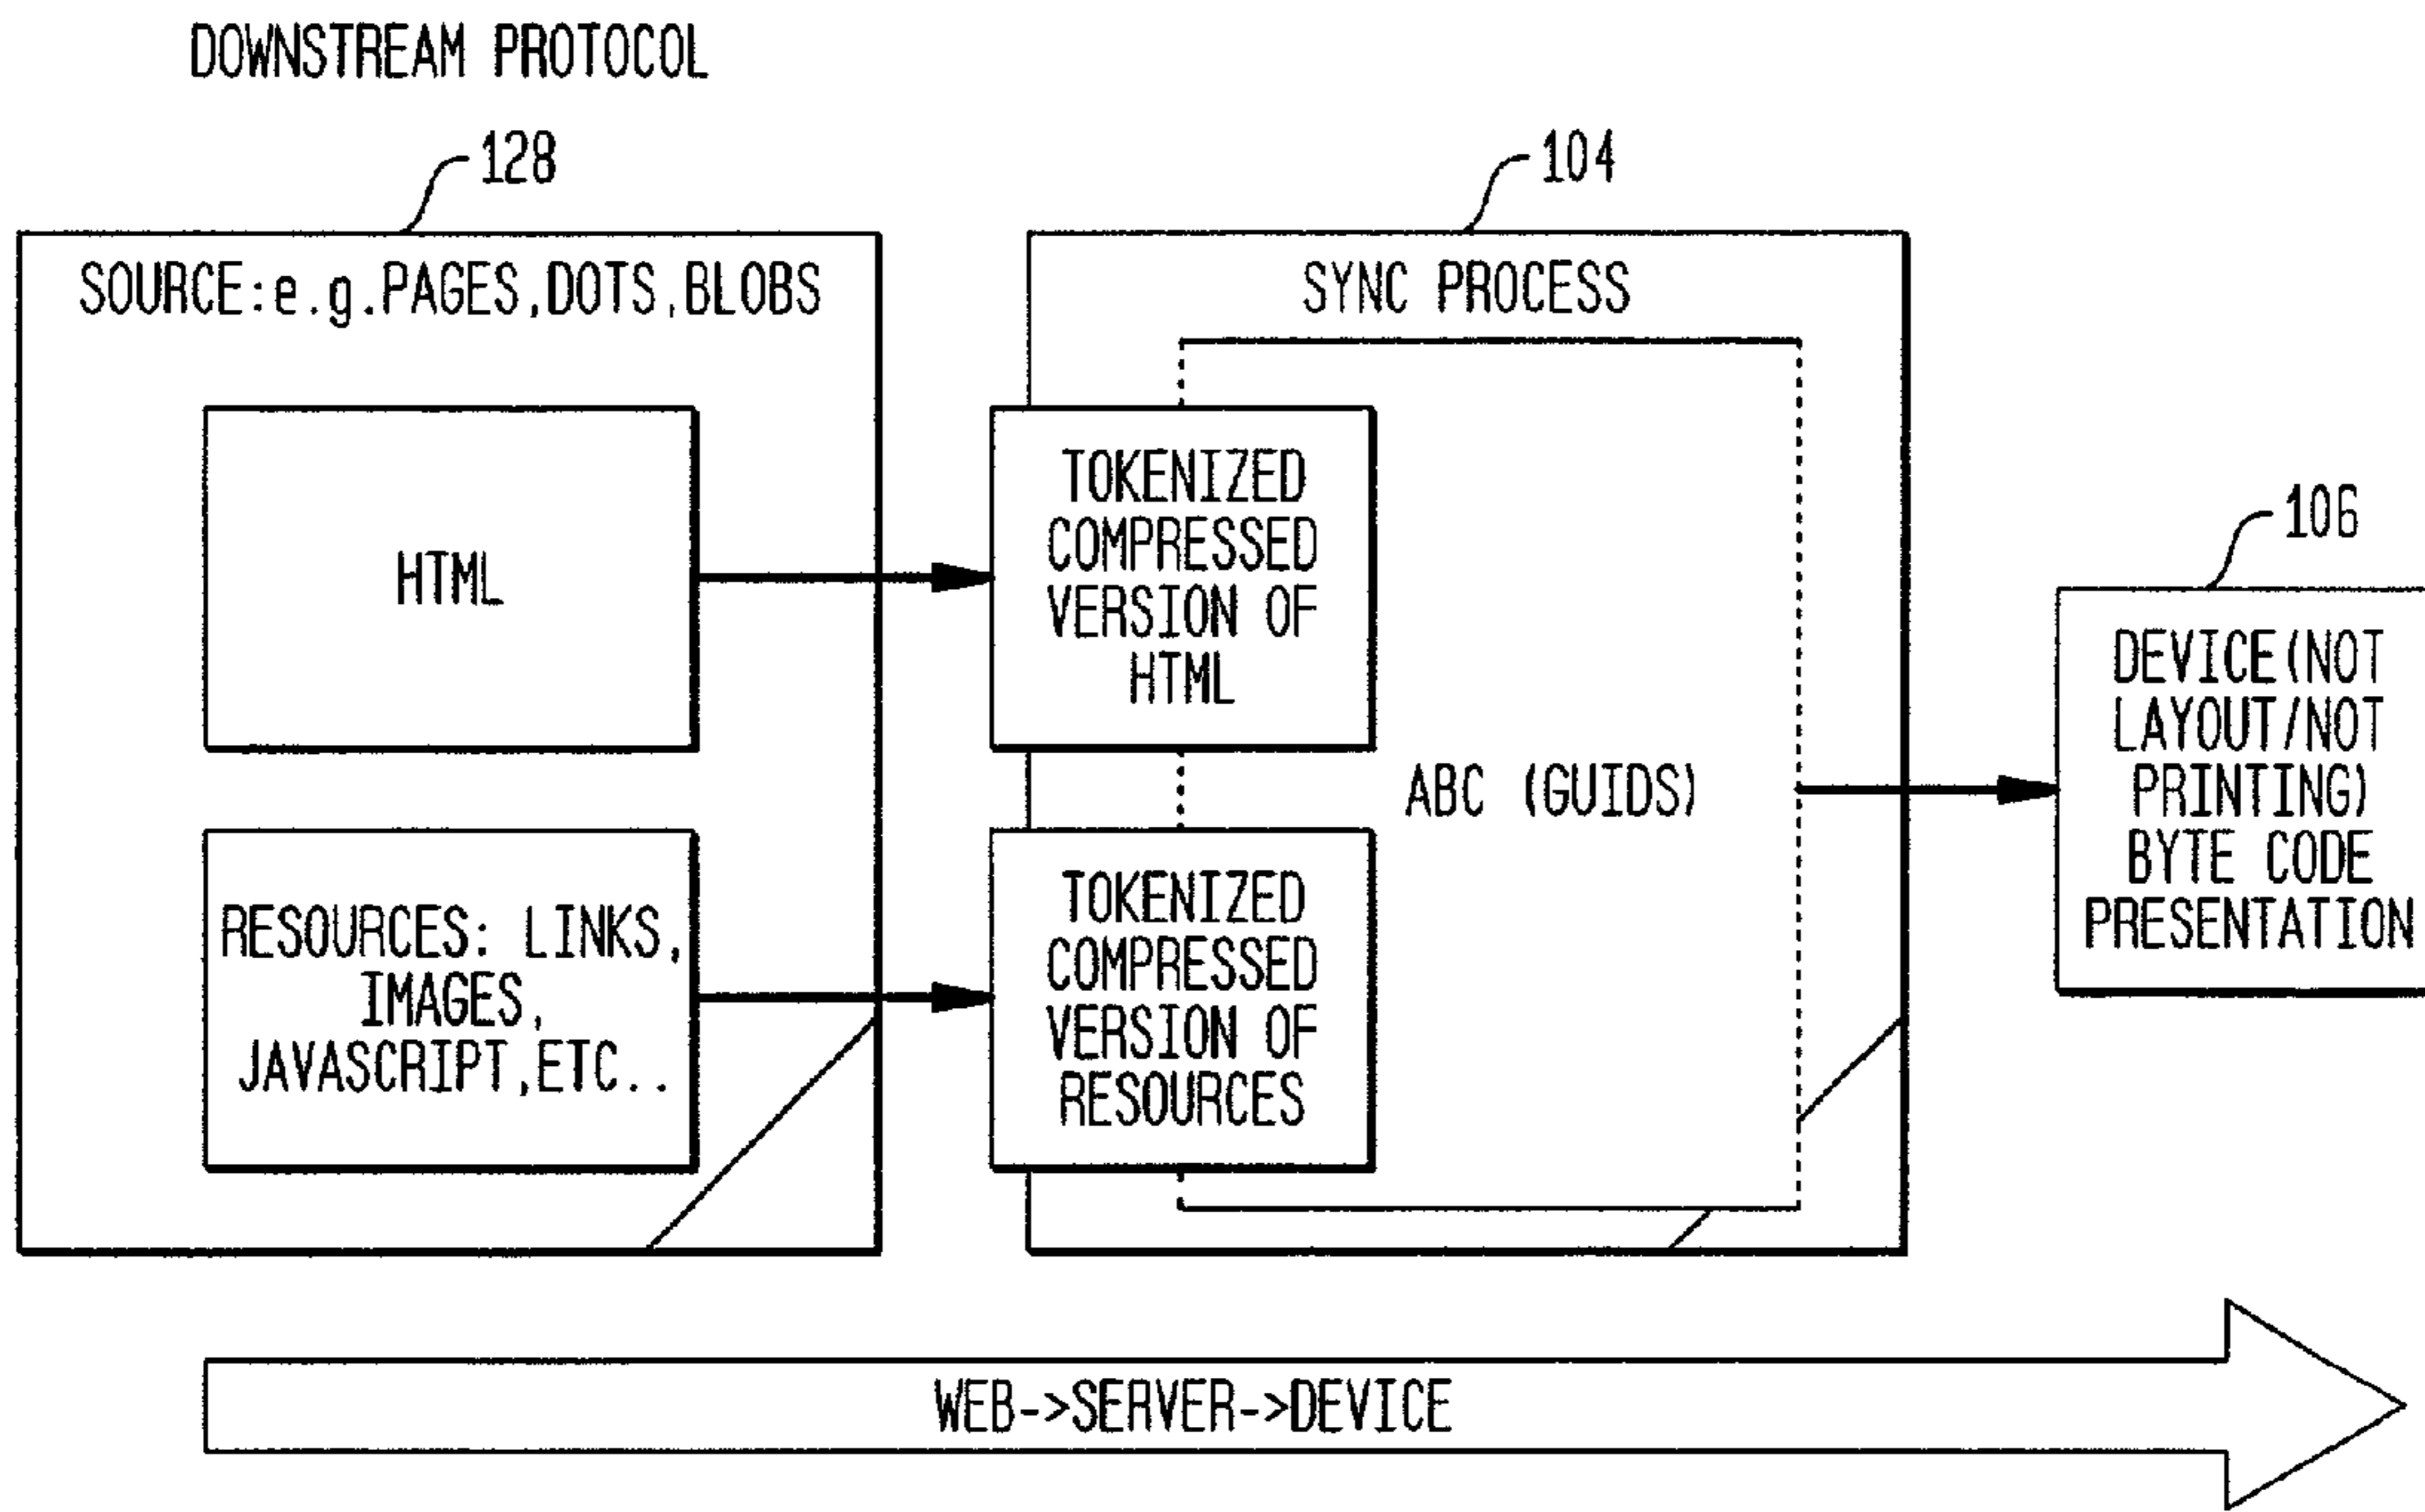 DOWNSTREAM PROTOCOL
128
104
SOURCE:e.g.PAGES,DOTS,BLOBS
SYNC PROCESS
HTML
TOKENIZED
COMPRESSED
VERSION OF
HTML
106
DEVICE(NOT
LAYOUT/NOT
PRINTING)
BYTE CODE
PRESENTATION
ABC (GUIDS)
RESOURCES: LINKS,
IMAGES,
JAVASCRIPT,ETC..
TOKENIZED
COMPRESSED
VERSION OF
RESOURCES
WEB->SERVER->DEVICE